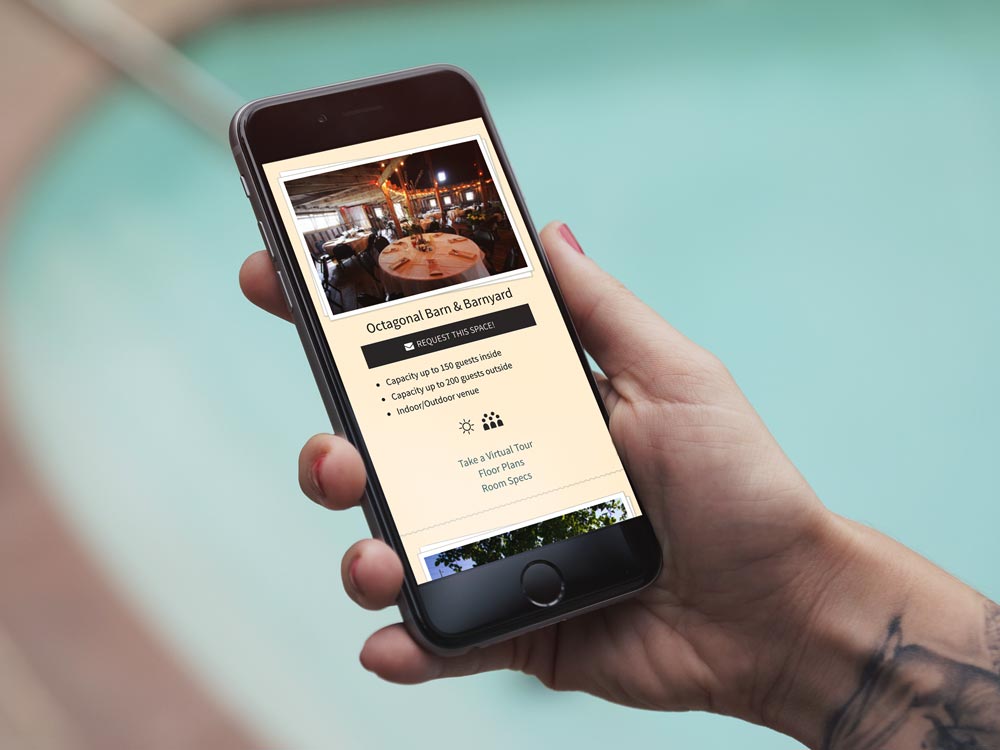 Octagonal Barn & Barnyard
REQUEST THIS SPACE!
Capacity up to 150 guests inside
Capacity up to 200 guests outside
Indoor/Outdoor venue
Take a Virtual Tour
Floor Plans
Room Specs